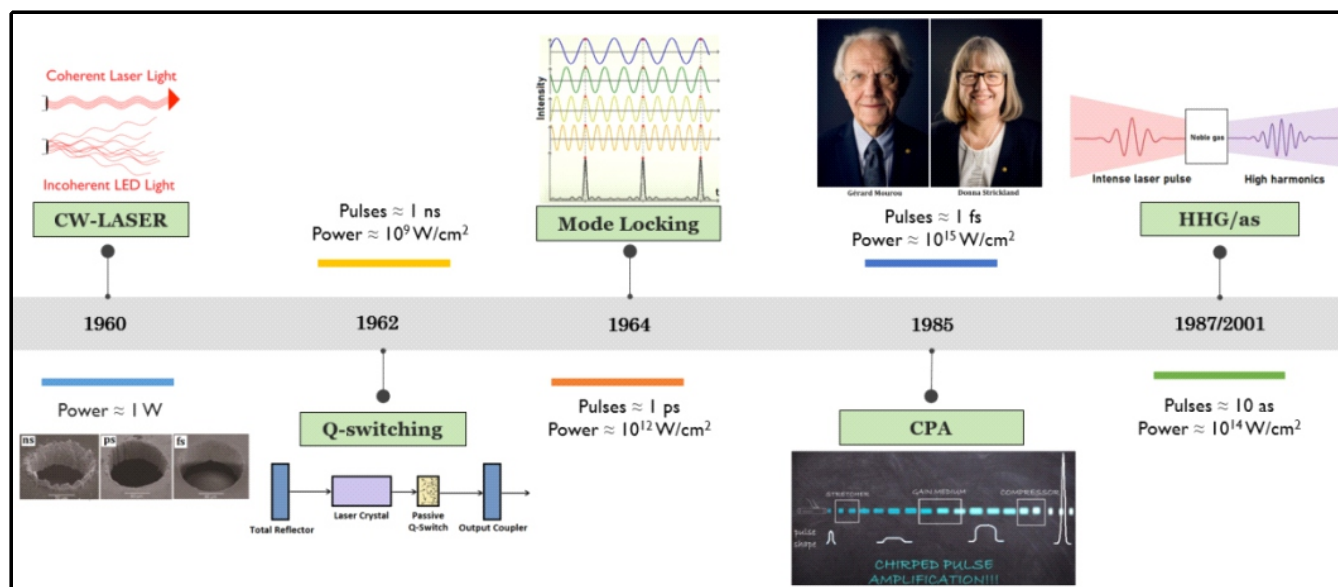 Coherent Laser Light
Incoherent LED Light
CW-LASER
Pulses ≈ 1 ns
Power ≈ 10⁹ W/cm²
Intensity
t
Mode Locking
Gérard Mourou
Donna Strickland
Pulses ≈ 1 fs
Power ≈ 10¹⁵ W/cm²
Noble gas
Intense laser pulse
High harmonics
HHG/as
1960
1962
1964
1985
1987/2001
Power ≈ 1 W
ns
ps
fs
Q-switching
Total Reflector
Laser Crystal
Passive
Q-Switch
Output Coupler
Pulses ≈ 1 ps
Power ≈ 10¹² W/cm²
CPA
STRETCHER
GAIN MEDIUM
COMPRESSOR
pulse
shape
CHIRPED PULSE
AMPLIFICATION!!!
Pulses ≈ 10 as
Power ≈ 10¹⁴ W/cm²